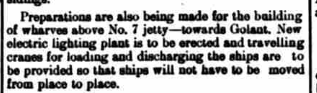 Preparations are also being made for the building
of wharves above No. 7 jetty—towards Golant. New
electric lighting plant is to be erected and travelling
cranes for loading and discharging the ships are to
be provided so that ships will not have to be moved
from place to place.